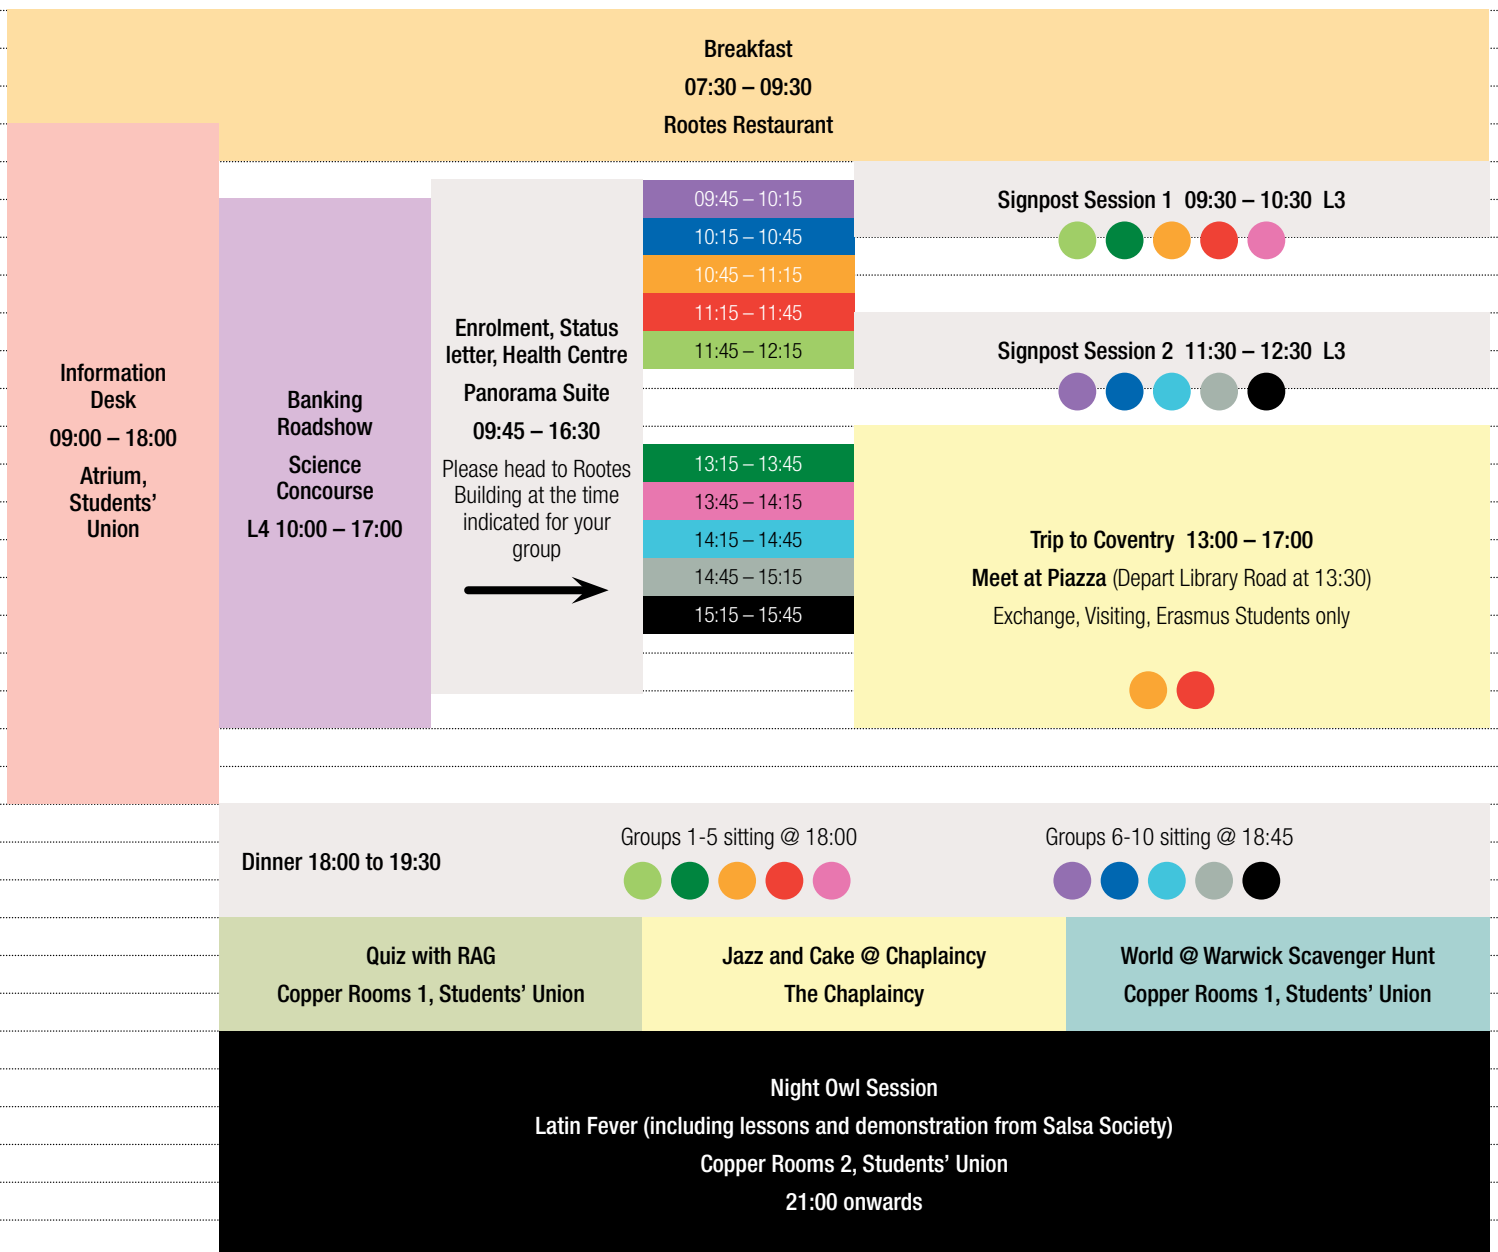 Breakfast
07:30 – 09:30
Rootes Restaurant
Information
Desk
09:00 – 18:00
Atrium,
Students’
Union
Banking
Roadshow
Science
Concourse
L4 10:00 – 17:00
Enrolment, Status
letter, Health Centre
Panorama Suite
09:45 – 16:30
Please head to Rootes
Building at the time
indicated for your
group
09:45 – 10:15
10:15 – 10:45
10:45 – 11:15
11:15 – 11:45
11:45 – 12:15
13:15 – 13:45
13:45 – 14:15
14:15 – 14:45
14:45 – 15:15
15:15 – 15:45
Signpost Session 1 09:30 – 10:30 L3
Signpost Session 2 11:30 – 12:30 L3
Trip to Coventry 13:00 – 17:00
Meet at Piazza (Depart Library Road at 13:30)
Exchange, Visiting, Erasmus Students only
Dinner 18:00 to 19:30
Groups 1-5 sitting @ 18:00
Groups 6-10 sitting @ 18:45
Quiz with RAG
Copper Rooms 1, Students’ Union
Jazz and Cake @ Chaplaincy
The Chaplaincy
World @ Warwick Scavenger Hunt
Copper Rooms 1, Students’ Union
Night Owl Session
Latin Fever (including lessons and demonstration from Salsa Society)
Copper Rooms 2, Students’ Union
21:00 onwards